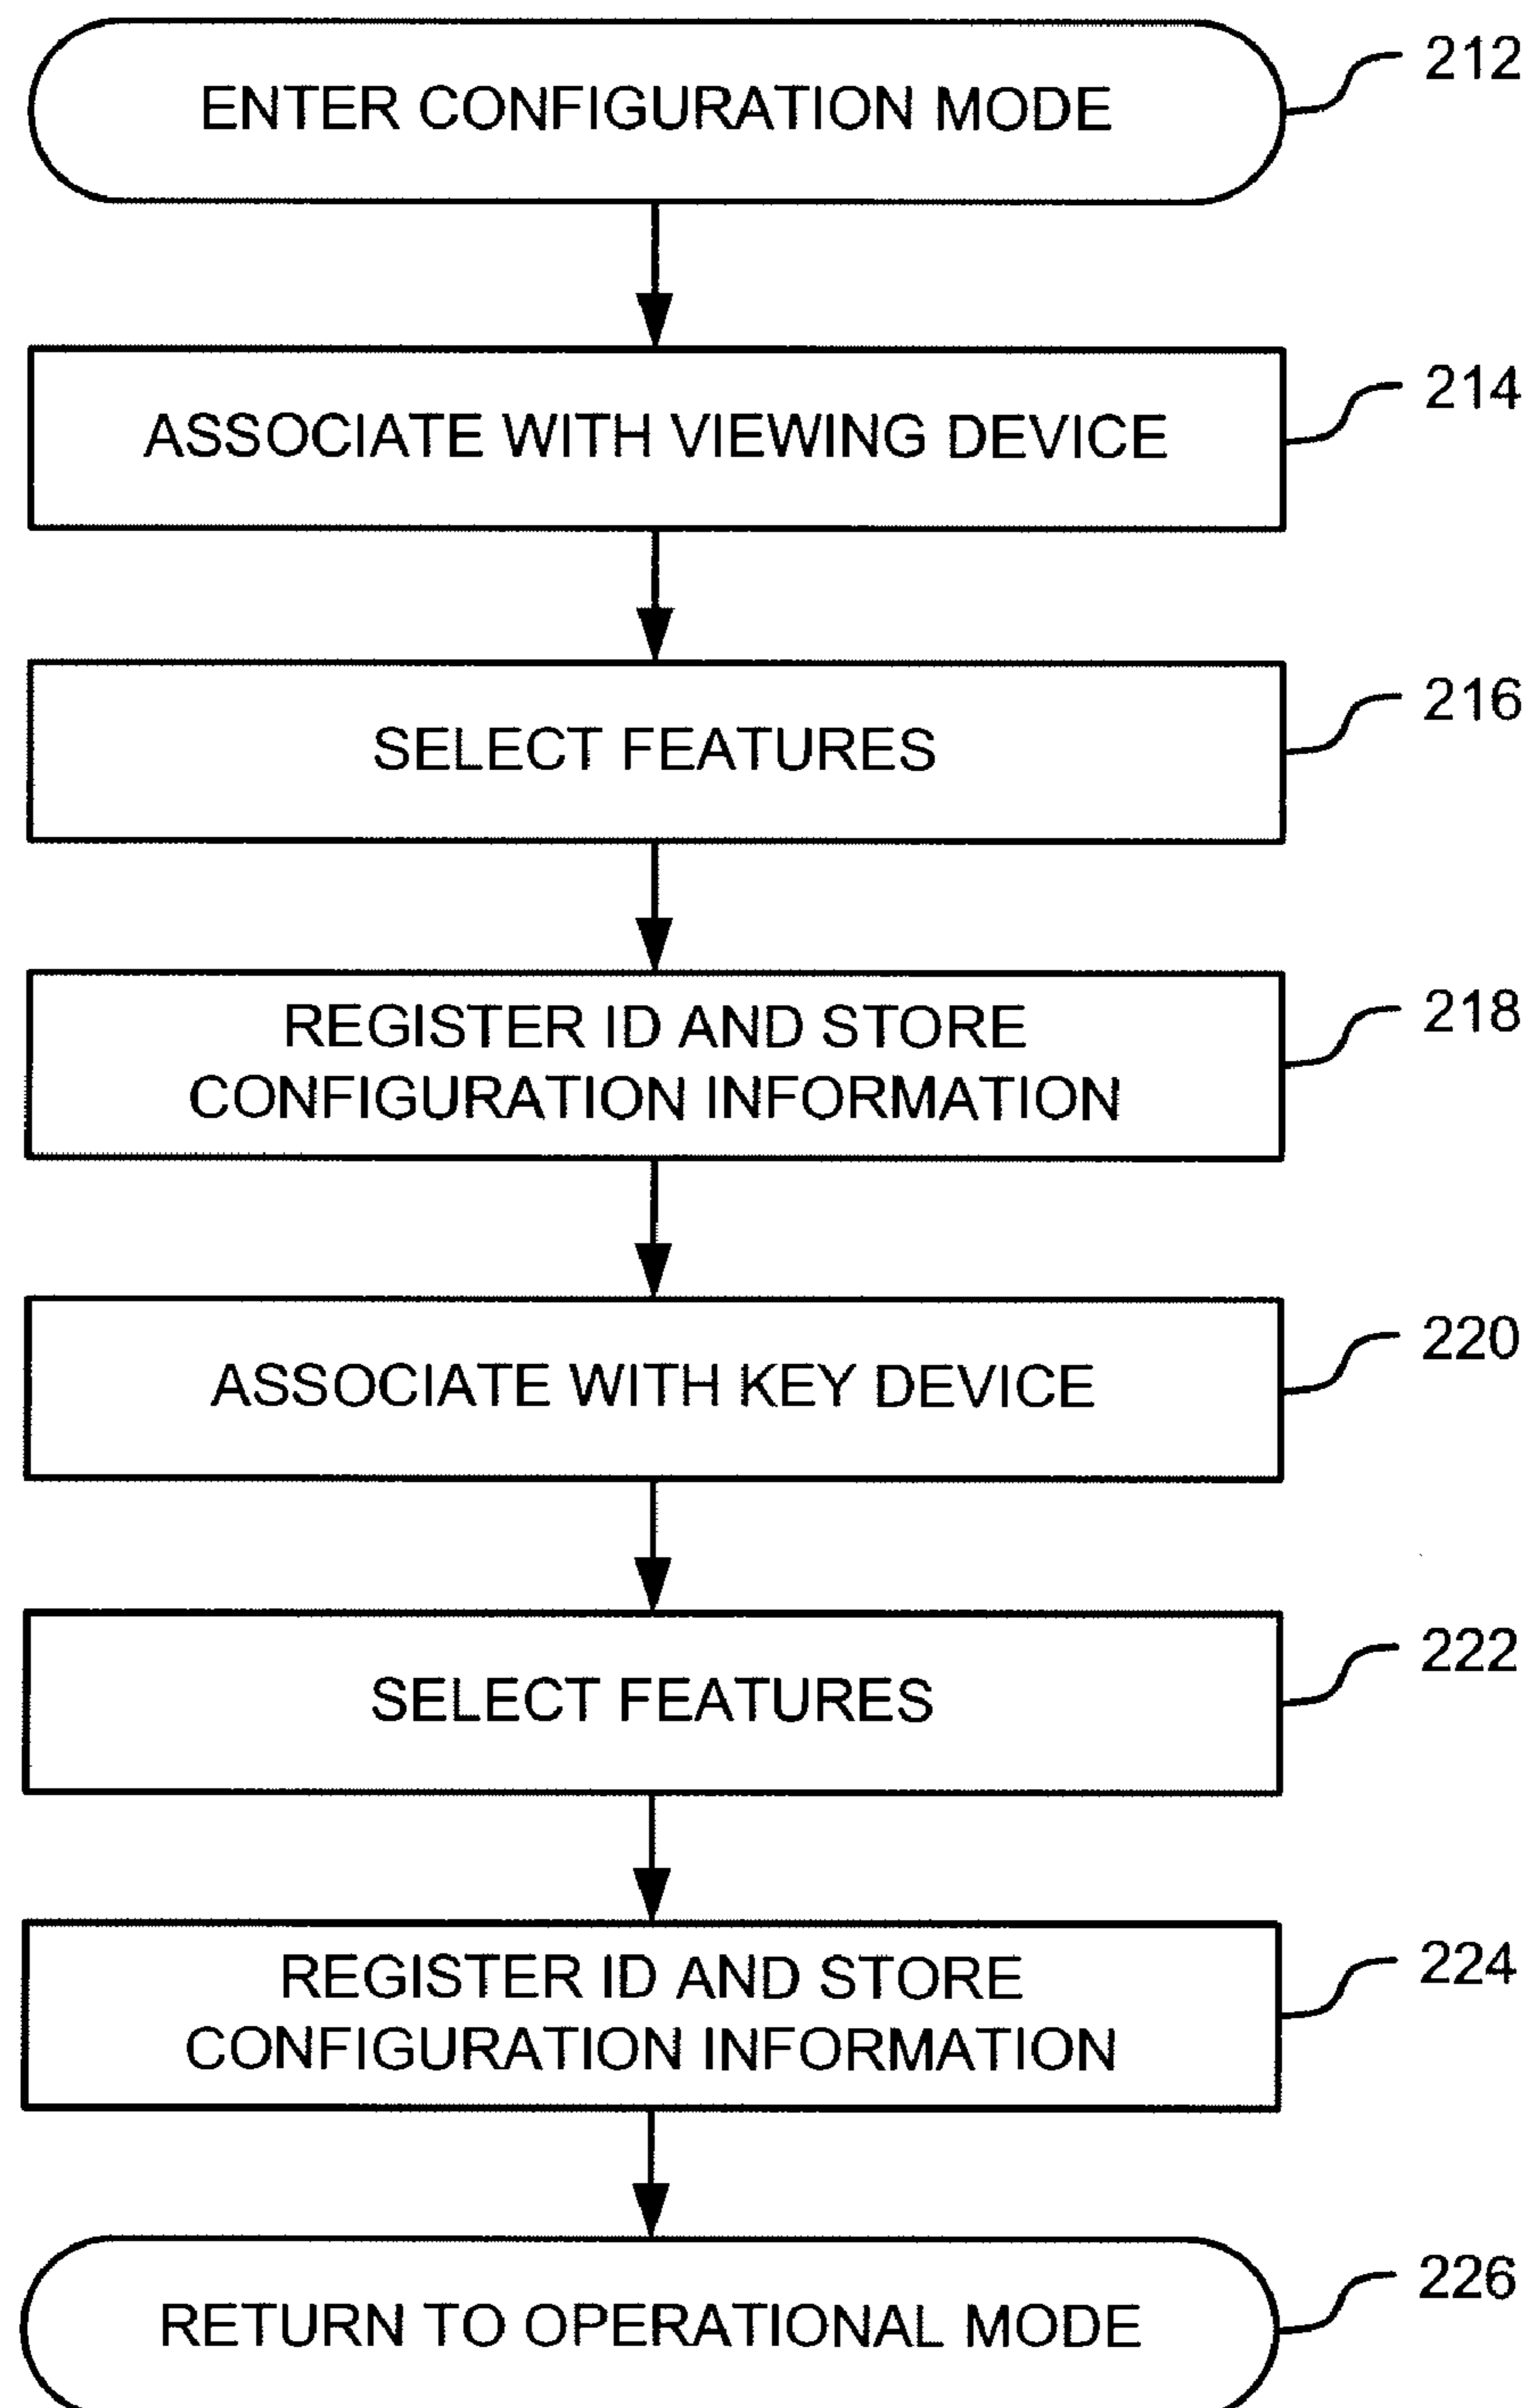 ENTER CONFIGURATION MODE
212
ASSOCIATE WITH VIEWING DEVICE
214
SELECT FEATURES
216
REGISTER ID AND STORE
CONFIGURATION INFORMATION
218
ASSOCIATE WITH KEY DEVICE
220
SELECT FEATURES
222
REGISTER ID AND STORE
CONFIGURATION INFORMATION
224
RETURN TO OPERATIONAL MODE
226